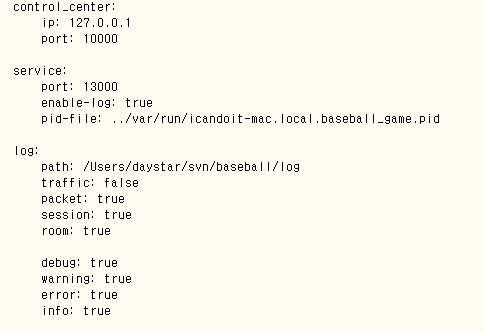 control_center:
    ip: 127.0.0.1
    port: 10000

service:
    port: 13000
    enable-log: true
    pid-file: ../var/run/icandoit-mac.local.baseball_game.pid

log:
    path: /Users/daystar/svn/baseball/log
    traffic: false
    packet: true
    session: true
    room: true

    debug: true
    warning: true
    error: true
    info: true